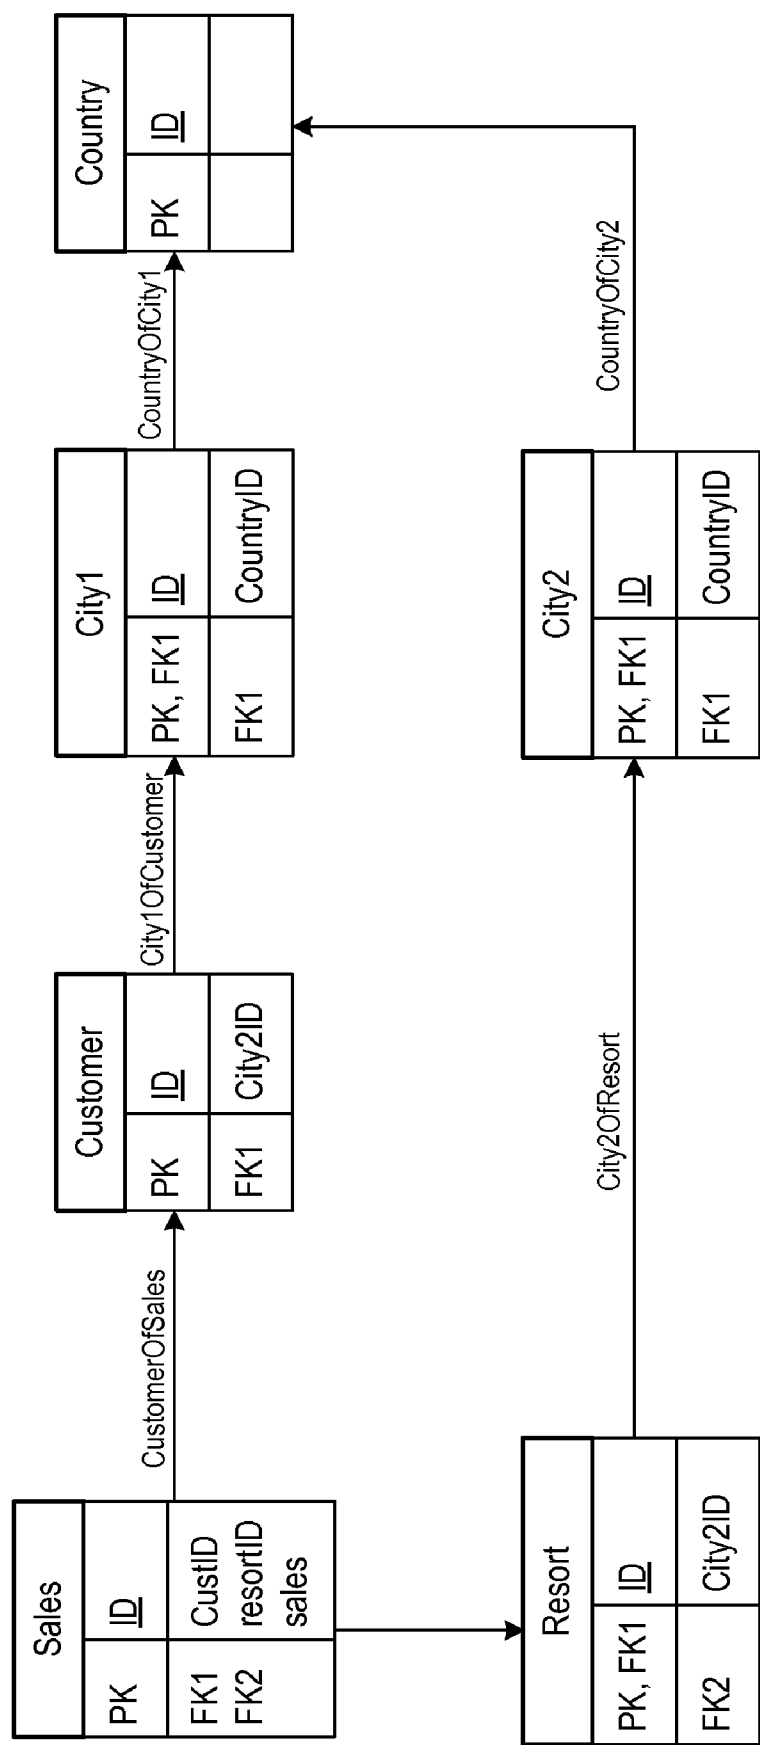 Sales
PK ID
FK1 CustID
FK2 resortID
sales
CustomerOfSales
Customer
PK ID
FK1 City2ID
City1OfCustomer
City1
PK, FK1 ID
FK1 CountryID
CountryOfCity1
Country
PK ID
Resort
PK, FK1 ID
FK2 City2ID
City2OfResort
City2
PK, FK1 ID
FK1 CountryID
CountryOfCity2